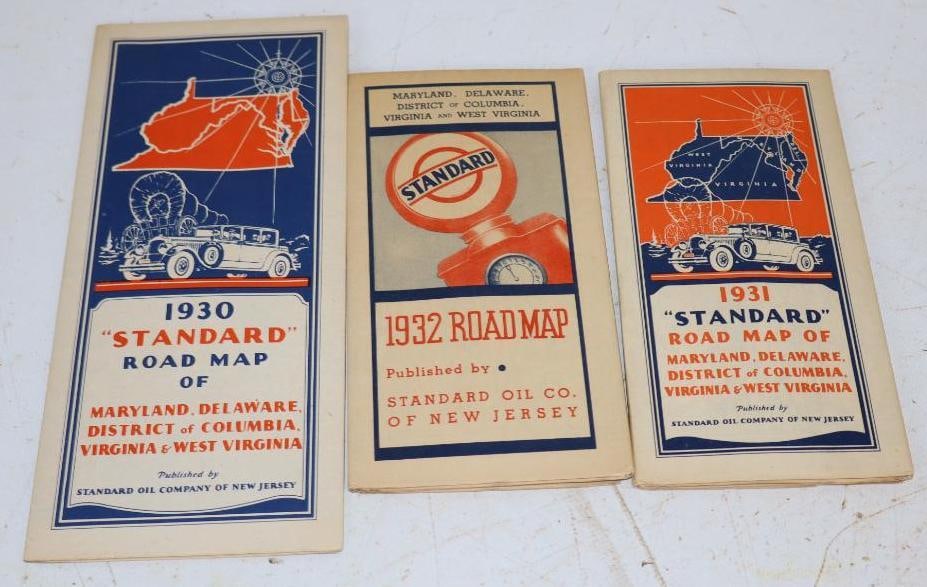 1930
"STANDARD"
ROAD MAP
OF
MARYLAND, DELAWARE,
DISTRICT of COLUMBIA,
VIRGINIA & WEST VIRGINIA
Published by
STANDARD OIL COMPANY OF NEW JERSEY
MARYLAND, DELAWARE,
DISTRICT OF COLUMBIA,
VIRGINIA AND WEST VIRGINIA
STANDARD
1932 ROAD MAP
Published by •
STANDARD OIL CO.
OF NEW JERSEY
WEST
VIRGINIA
VIRGINIA
1931
"STANDARD"
ROAD MAP OF
MARYLAND, DELAWARE,
DISTRICT of COLUMBIA,
VIRGINIA & WEST VIRGINIA
Published by
STANDARD OIL COMPANY OF NEW JERSEY